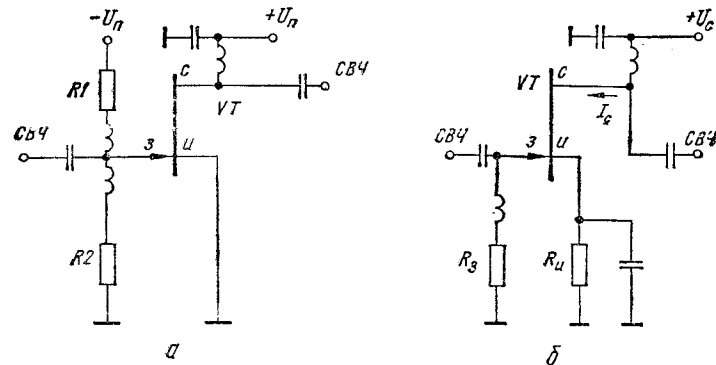 -Uп
+Uп
R1
с
СВЧ
VT
СВЧ
з
и
R2
а
+Uс
с
VT
Iс
СВЧ
з
и
СВЧ
Rз
Rи
б